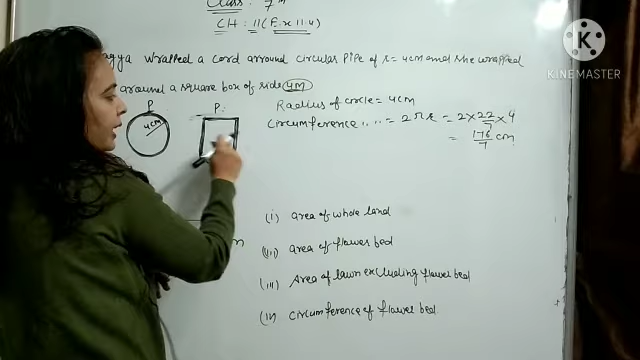 Class: 7th
CH: 11 (Ex 11.4)
agya wrapped a cord arround circular pipe of r = 4cm and she wrapped
around a square box of side 4M
P P:
4cm
Radius of circle = 4cm
Circumference ,, ,, = 2πr = 2 × 22/7 × 4
= 176/7 cm
(i) area of whole land
(ii) area of flower bed
(iii) Area of lawn excluding flower bed
(iv) circumference of flower bed
KINEMASTER